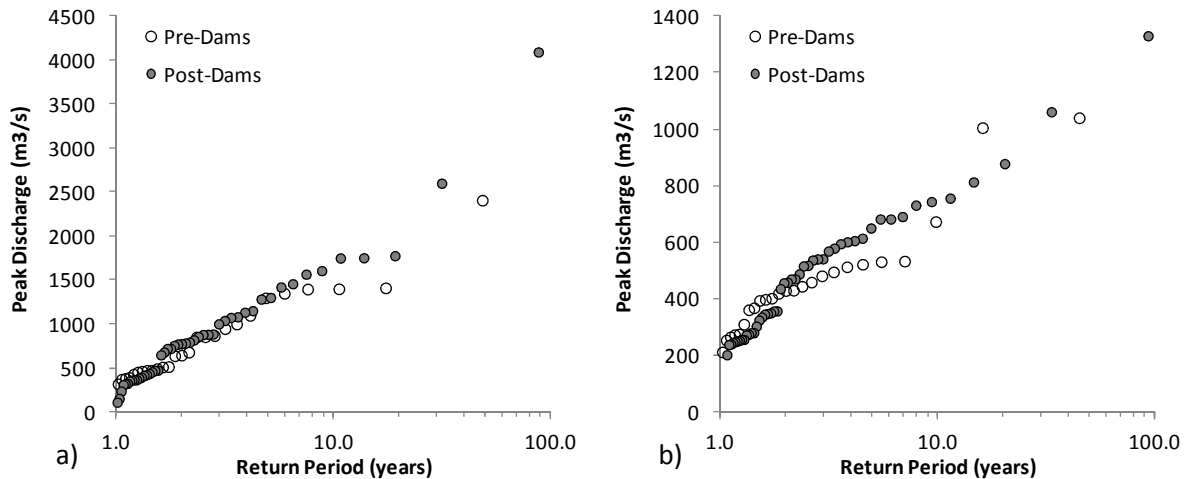 4500
4000
3500
3000
2500
2000
1500
1000
500
0
Peak Discharge (m3/s)
Pre-Dams
Post-Dams
1.0 10.0 100.0
Return Period (years)
a)
1400
1200
1000
800
600
400
200
0
Peak Discharge (m3/s)
Pre-Dams
Post-Dams
1.0 10.0 100.0
Return Period (years)
b)